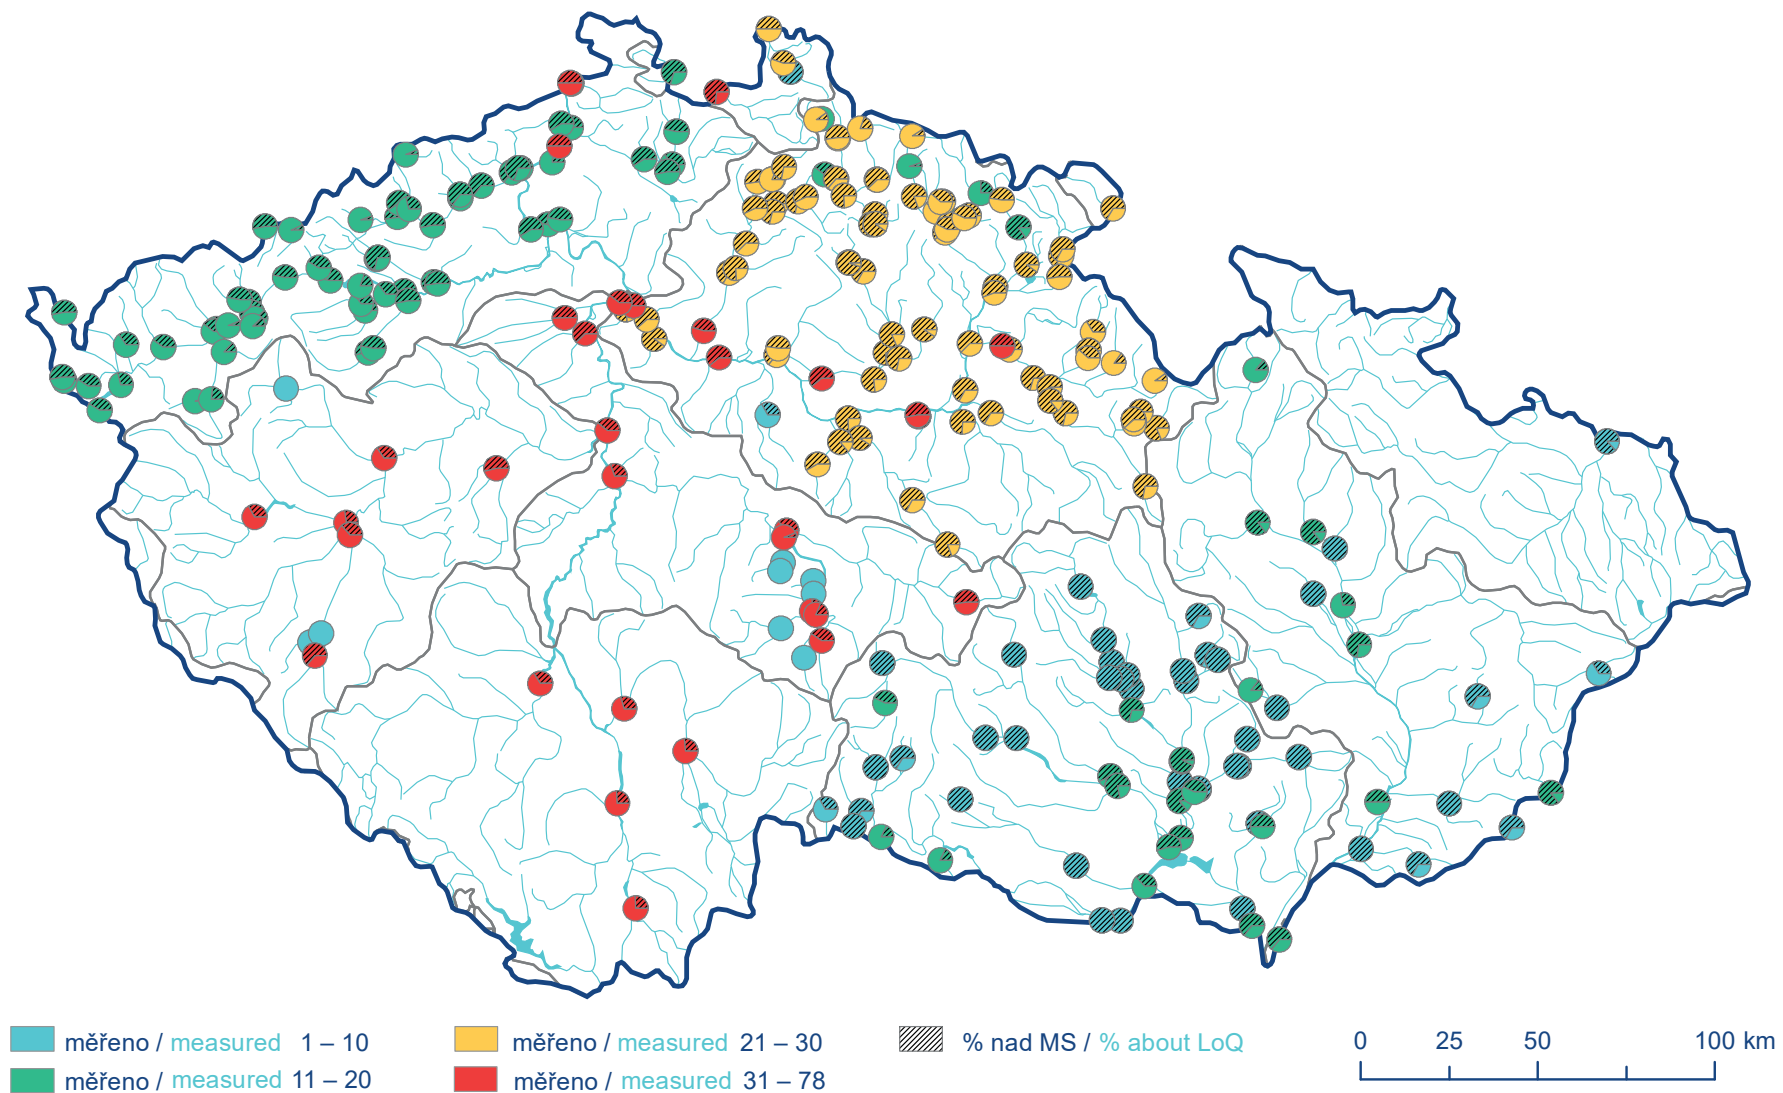 měřeno / measured 1 – 10
měřeno / measured 21 – 30
% nad MS / % about LoQ
měřeno / measured 11 – 20
měřeno / measured 31 – 78
0 25 50 100 km